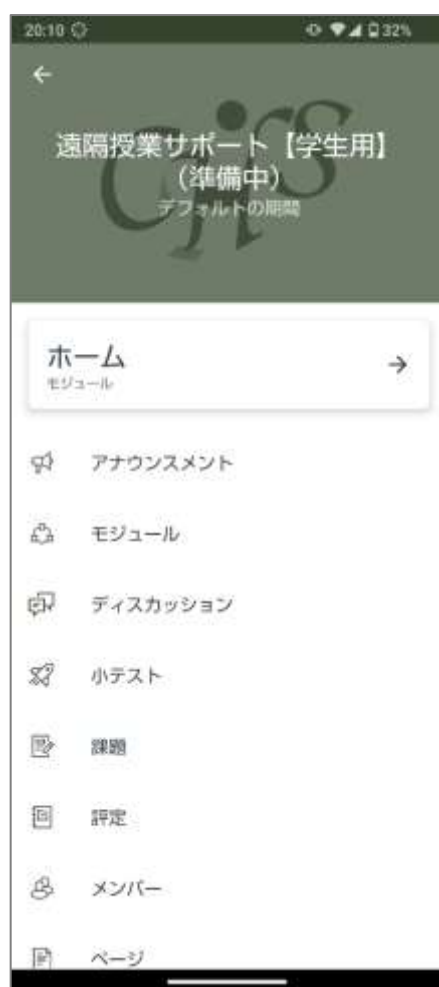 20:10
32%
遠隔授業サポート【学生用】
（準備中）
デフォルトの期間
ホーム
モジュール
アナウンスメント
モジュール
ディスカッション
小テスト
課題
評定
メンバー
ページ